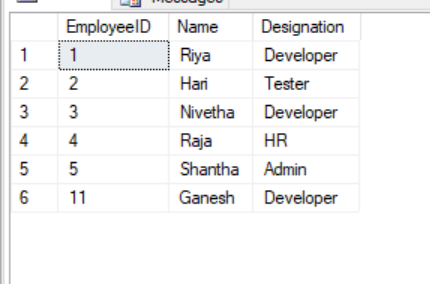 Messages
EmployeeID Name Designation
1 1 Riya Developer
2 2 Hari Tester
3 3 Nivetha Developer
4 4 Raja HR
5 5 Shantha Admin
6 11 Ganesh Developer